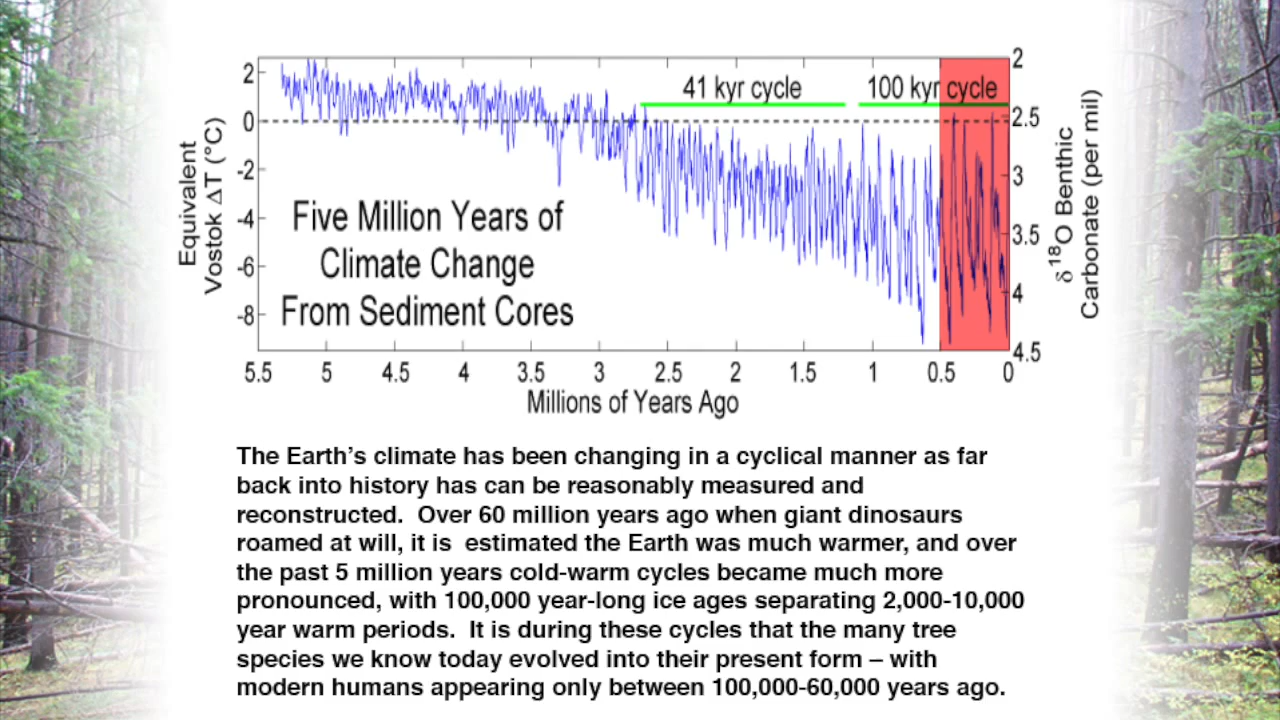 2
0
-2
-4
-6
-8
Equivalent
Vostok ΔT (°C)
41 kyr cycle
100 kyr cycle
Five Million Years of
Climate Change
From Sediment Cores
2
2.5
3
3.5
4
4.5
δ18O Benthic
Carbonate (per mil)
5.5 5 4.5 4 3.5 3 2.5 2 1.5 1 0.5 0
Millions of Years Ago
The Earth's climate has been changing in a cyclical manner as far
back into history has can be reasonably measured and
reconstructed.  Over 60 million years ago when giant dinosaurs
roamed at will, it is  estimated the Earth was much warmer, and over
the past 5 million years cold-warm cycles became much more
pronounced, with 100,000 year-long ice ages separating 2,000-10,000
year warm periods.  It is during these cycles that the many tree
species we know today evolved into their present form – with
modern humans appearing only between 100,000-60,000 years ago.